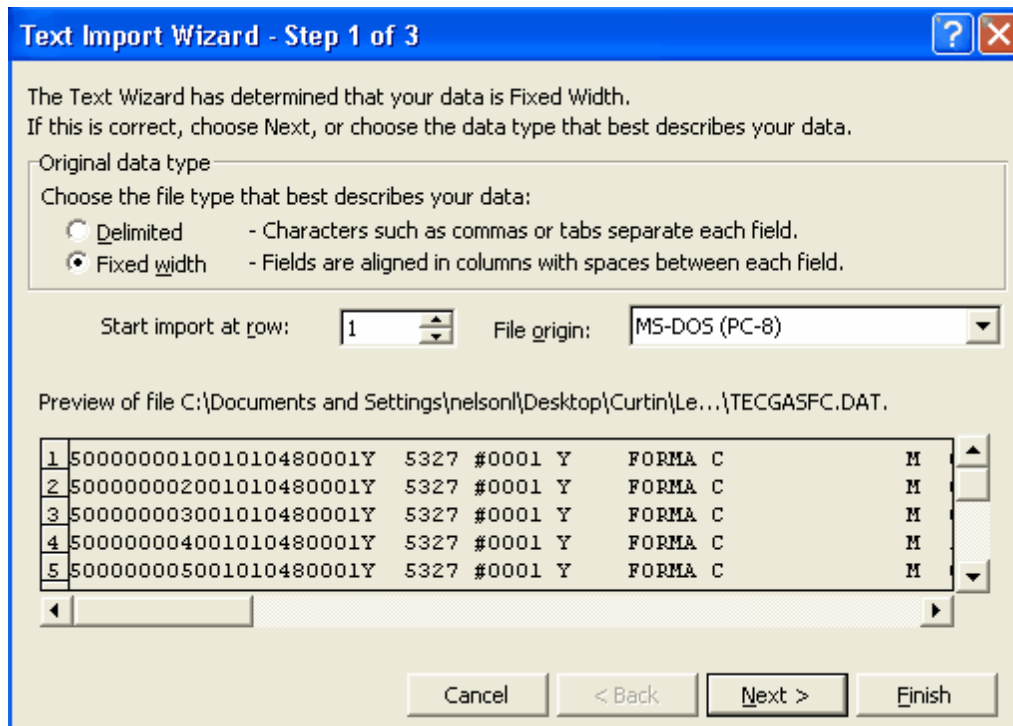 Text Import Wizard - Step 1 of 3
The Text Wizard has determined that your data is Fixed Width.
If this is correct, choose Next, or choose the data type that best describes your data.
Original data type
Choose the file type that best describes your data:
Delimited - Characters such as commas or tabs separate each field.
Fixed width - Fields are aligned in columns with spaces between each field.
Start import at row: 1 File origin: MS-DOS (PC-8)
Preview of file C:\Documents and Settings\nelsonl\Desktop\Curtin\Le...\TECGASFC.DAT.
1 500000001001010480001Y 5327 #0001 Y FORMA C M
2 500000002001010480001Y 5327 #0001 Y FORMA C M
3 500000003001010480001Y 5327 #0001 Y FORMA C M
4 500000004001010480001Y 5327 #0001 Y FORMA C M
5 500000005001010480001Y 5327 #0001 Y FORMA C M
Cancel < Back Next > Finish